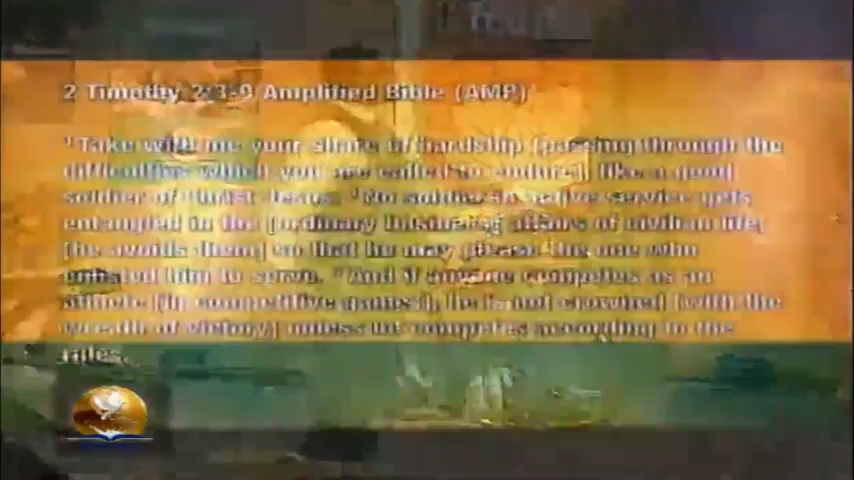 2 Timothy 2:3-9 Amplified Bible (AMP)
³Take with me your share of hardship [passing through the
difficulties which you are called to endure], like a good
soldier of Christ Jesus. ⁴No soldier in active service gets
entangled in the [ordinary business] affairs of civilian life;
[he avoids them] so that he may please the one who
enlisted him to serve. ⁵And if anyone competes as an
athlete [in competitive games], he is not crowned [with the
wreath of victory] unless he competes according to the
rules.